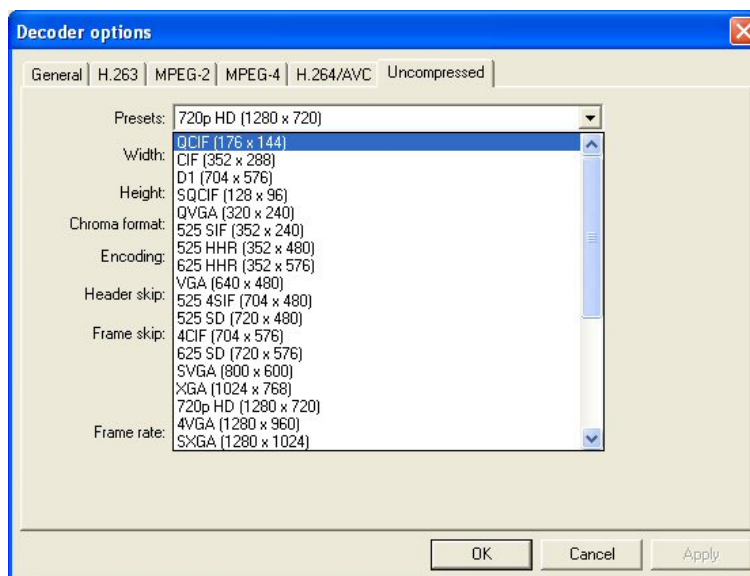 Decoder options
General H.263 MPEG-2 MPEG-4 H.264/AVC Uncompressed
Presets: 720p HD (1280 x 720)
QCIF (176 x 144)
Width:
CIF (352 x 288)
D1 (704 x 576)
Height:
SQCIF (128 x 96)
QVGA (320 x 240)
Chroma format:
525 SIF (352 x 240)
525 HHR (352 x 480)
Encoding:
625 HHR (352 x 576)
VGA (640 x 480)
Header skip:
525 4SIF (704 x 480)
525 SD (720 x 480)
Frame skip:
4CIF (704 x 576)
625 SD (720 x 576)
SVGA (800 x 600)
XGA (1024 x 768)
720p HD (1280 x 720)
4VGA (1280 x 960)
Frame rate:
SXGA (1280 x 1024)
OK Cancel Apply